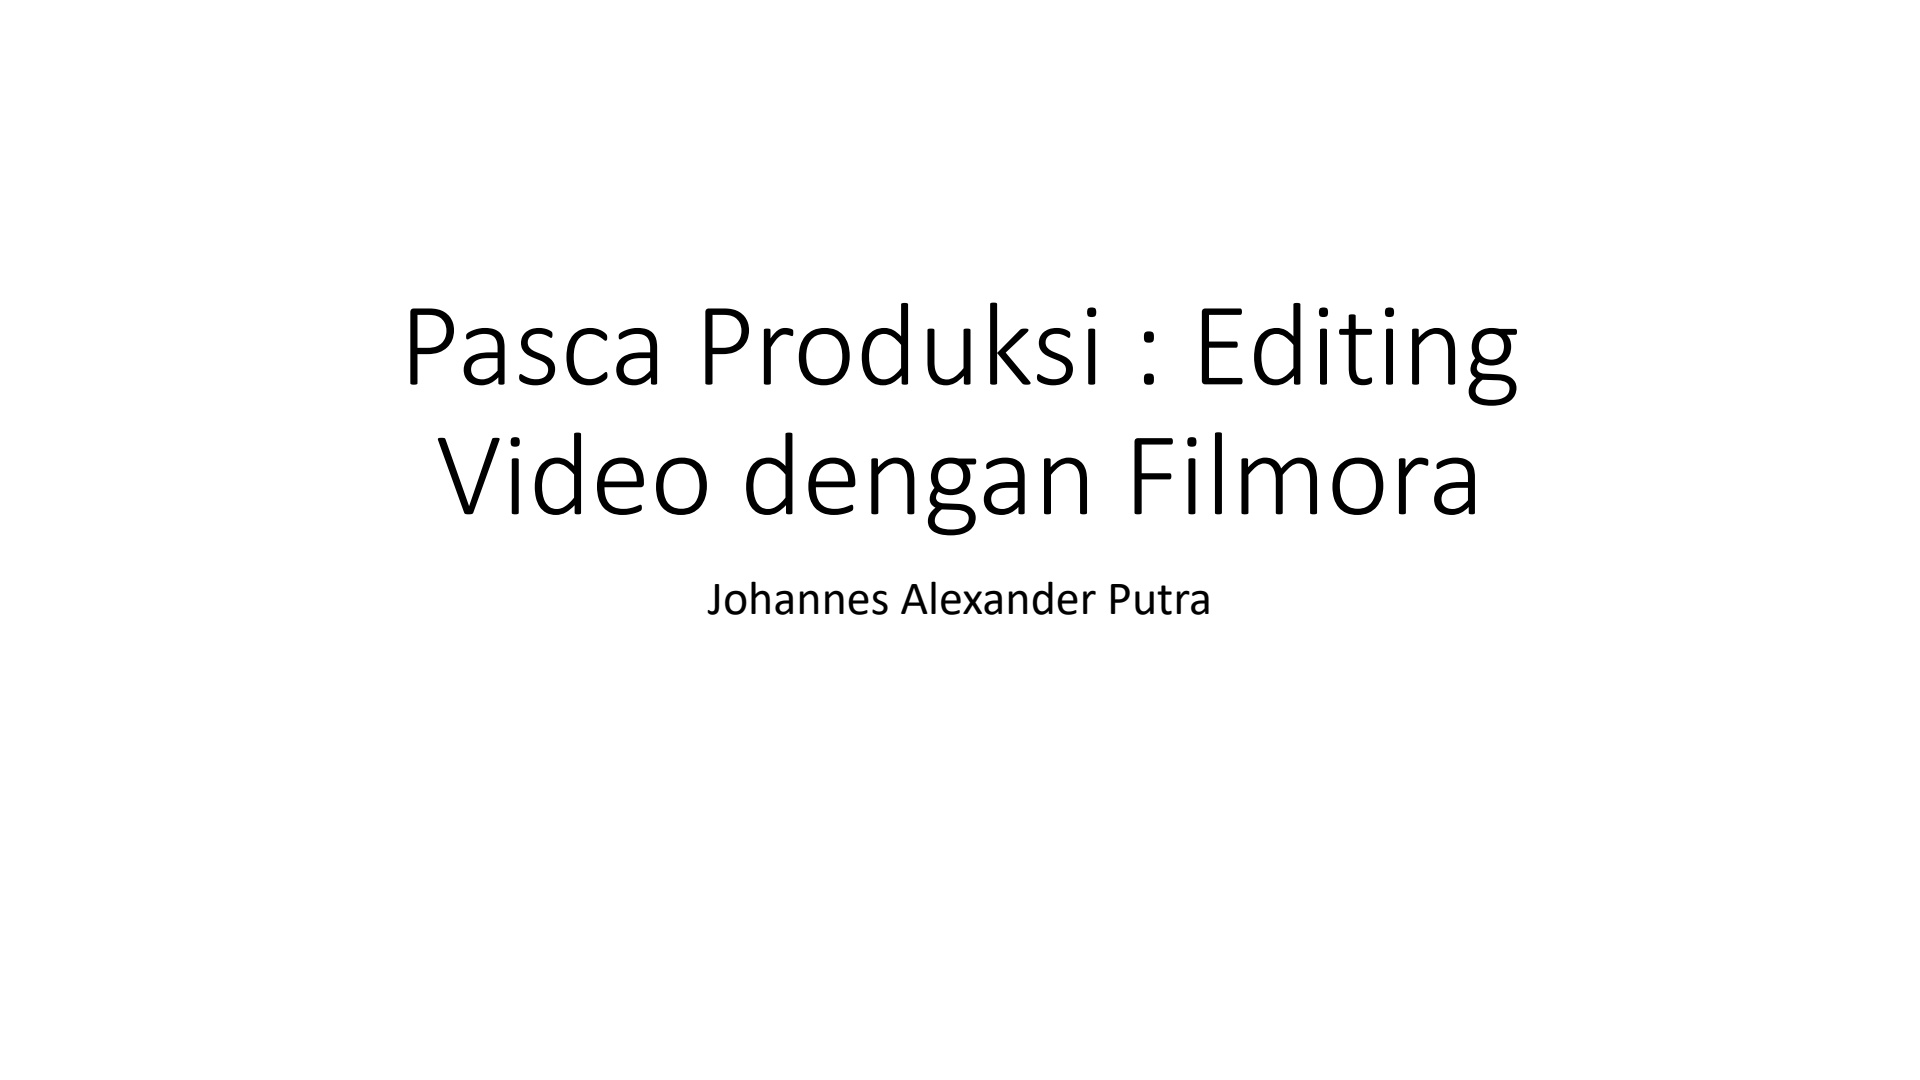 Pasca Produksi : Editing
Video dengan Filmora
Johannes Alexander Putra